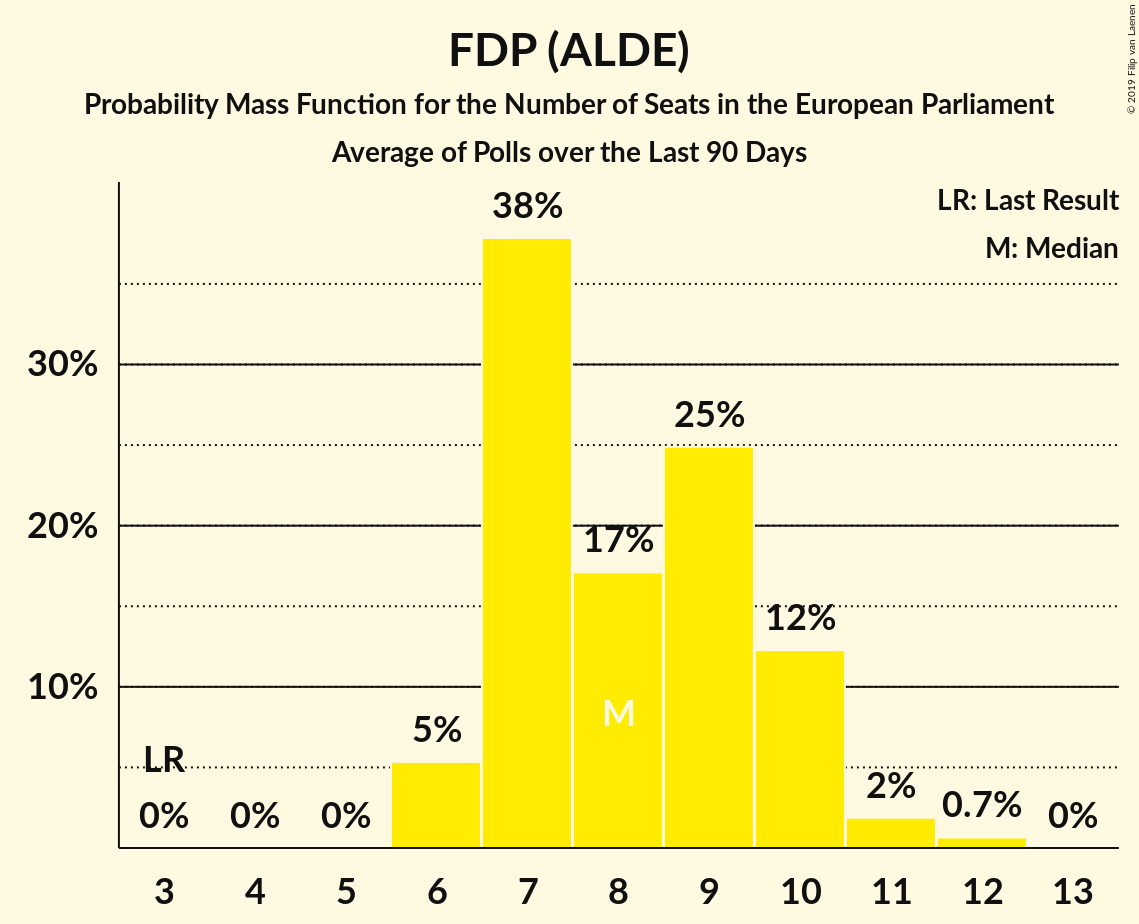 FDP (ALDE)
Probability Mass Function for the Number of Seats in the European Parliament
Average of Polls over the Last 90 Days
© 2019 Filip van Laenen
LR: Last Result
M: Median
38%
30%
25%
20%
17%
12%
10%
M
5%
LR
2%
0.7%
0% 0% 0% 0%
3 4 5 6 7 8 9 10 11 12 13